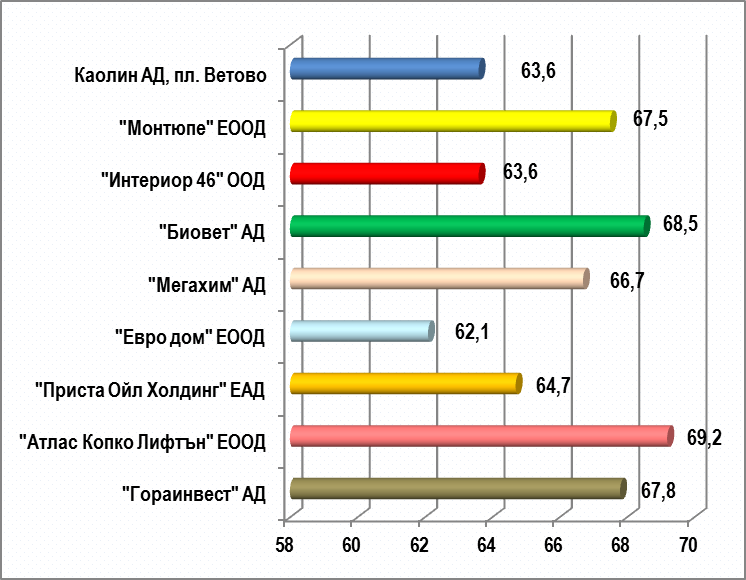 Каолин АД, пл. Ветово 63,6
"Монтюпе" ЕООД 67,5
"Интериор 46" ООД 63,6
"Биовет" АД 68,5
"Мегахим" АД 66,7
"Евро дом" ЕООД 62,1
"Приста Ойл Холдинг" ЕАД 64,7
"Атлас Копко Лифтън" ЕООД 69,2
"Гораинвест" АД 67,8
58 60 62 64 66 68 70